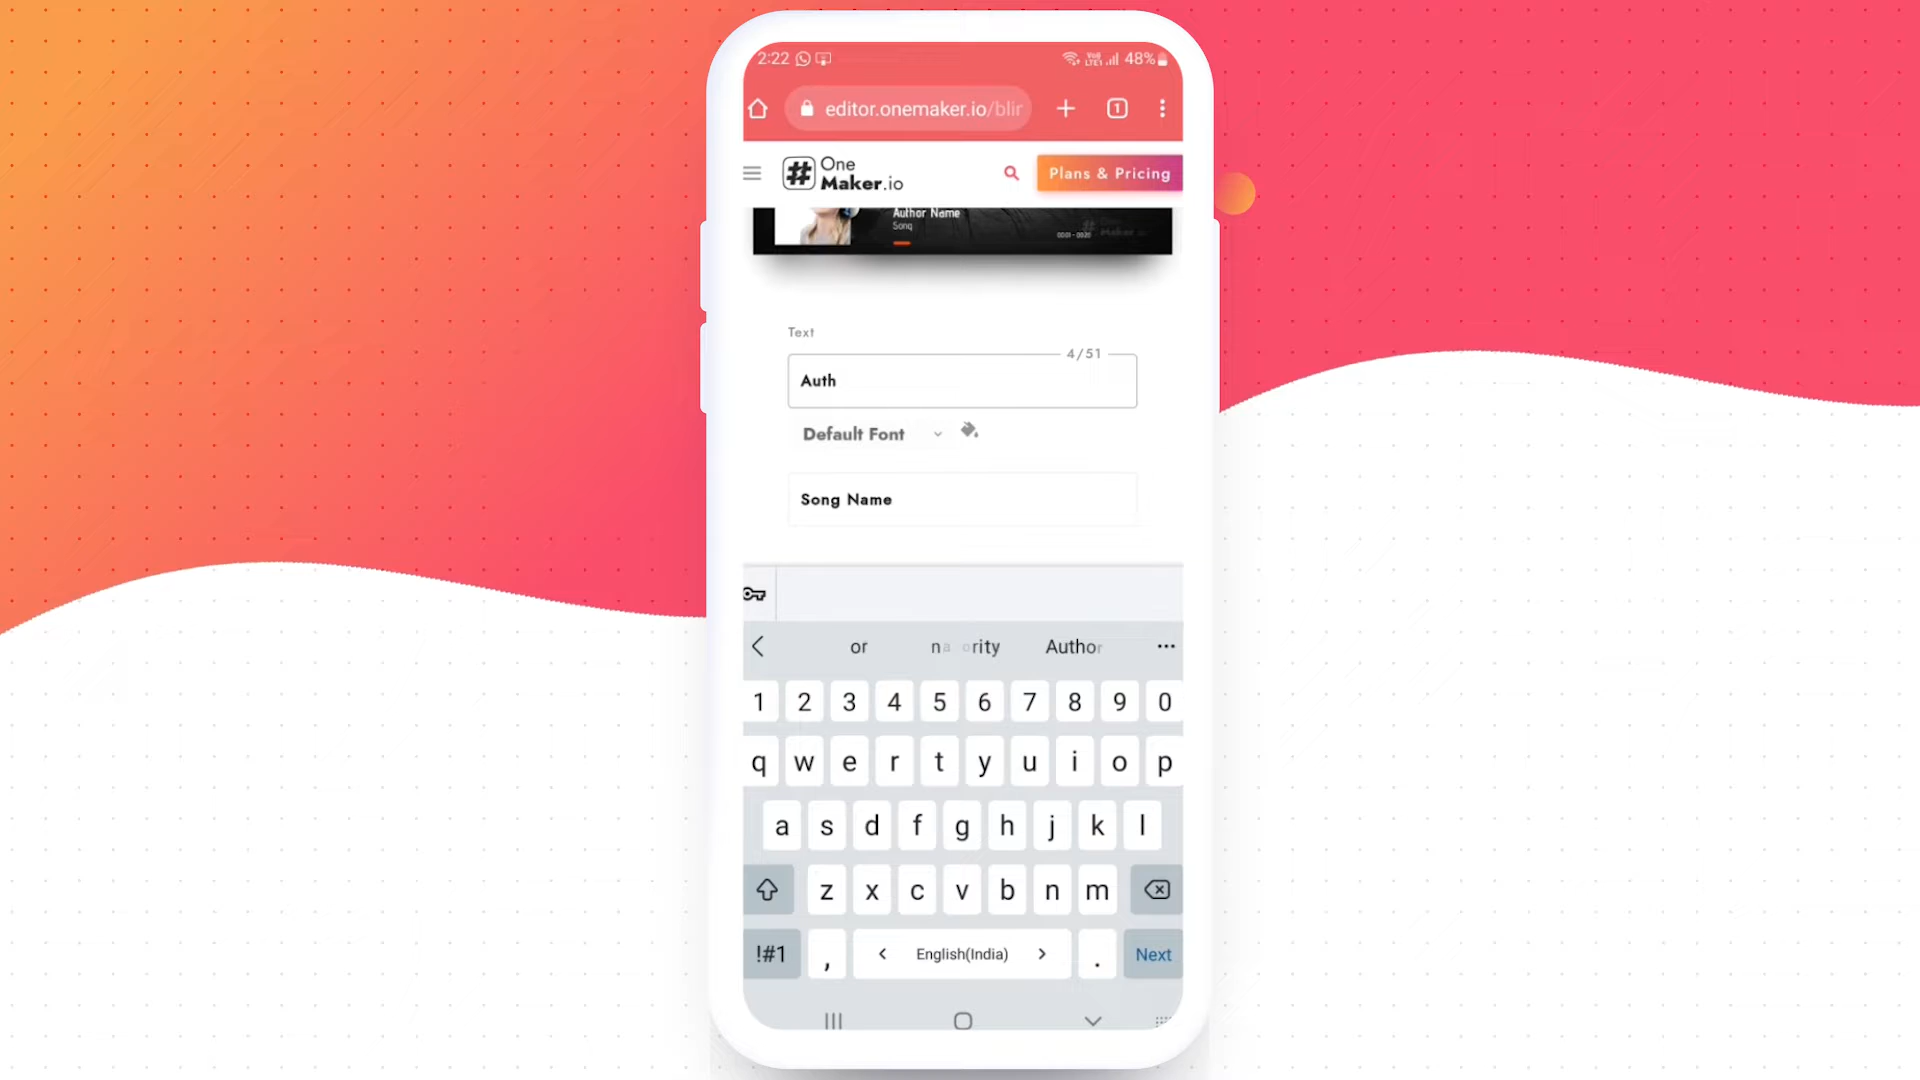 2:22 48%
editor.onemaker.io/blir
1
One
Maker.io
Plans & Pricing
Author Name
Song
Text
4/51
Auth
Default Font
Song Name
or Author
1 2 3 4 5 6 7 8 9 0
q w e r t y u i o p
a s d f g h j k l
z x c v b n m
!#1 , English(India) . Next